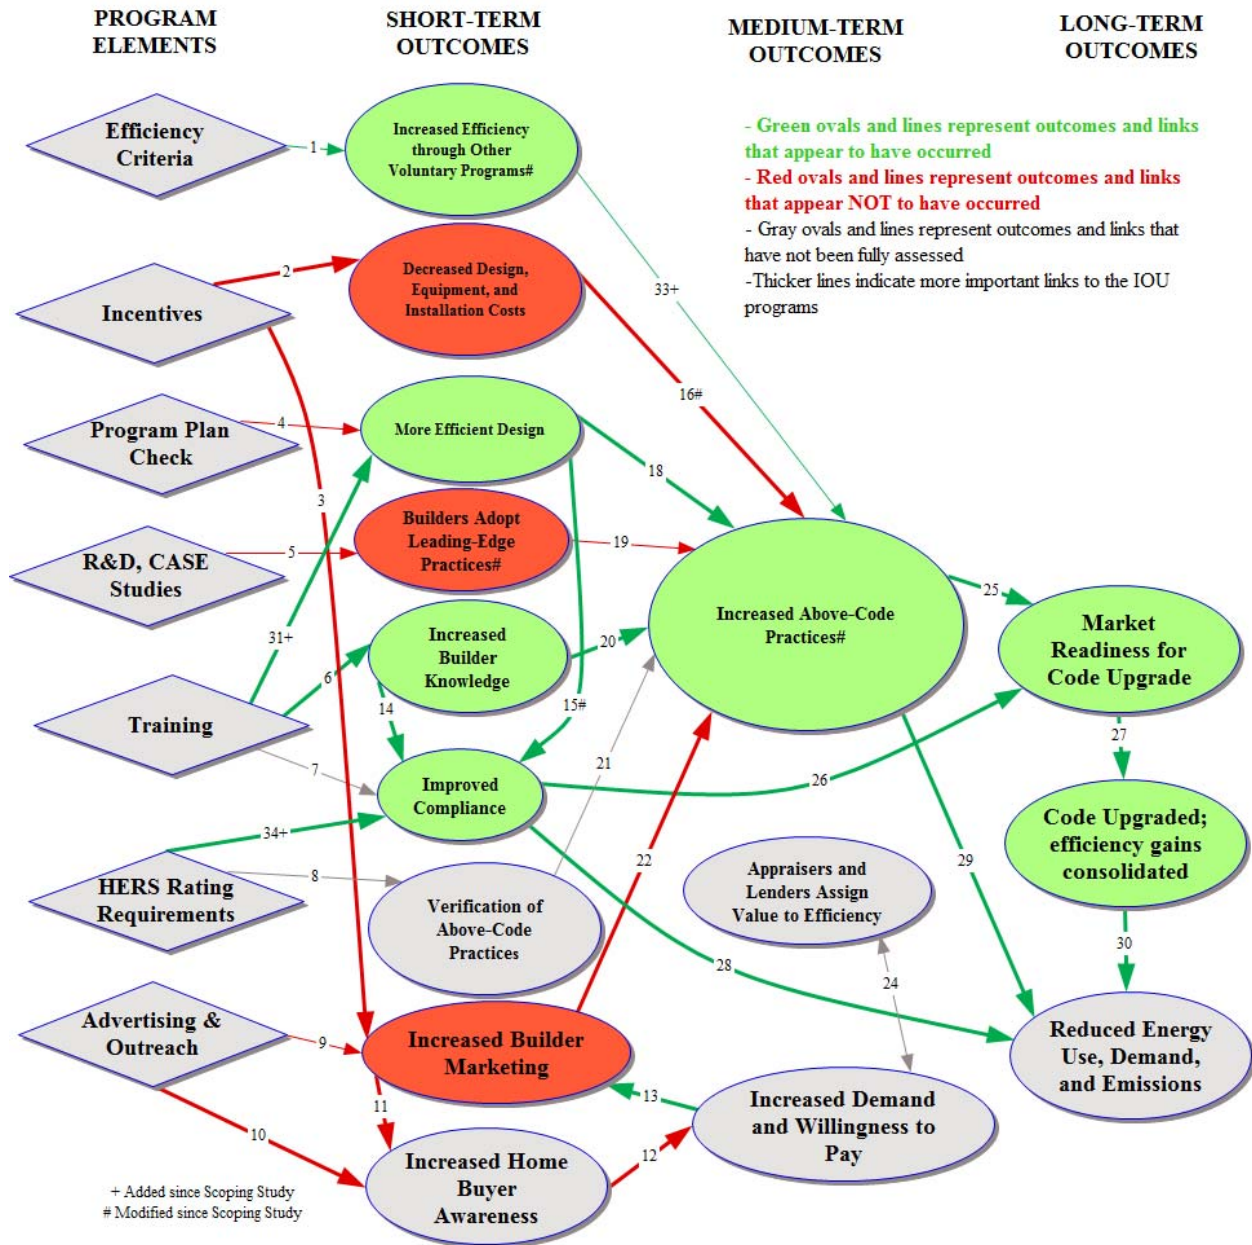 PROGRAM
ELEMENTS
SHORT-TERM
OUTCOMES
MEDIUM-TERM
OUTCOMES
LONG-TERM
OUTCOMES
- Green ovals and lines represent outcomes and links
that appear to have occurred
- Red ovals and lines represent outcomes and links
that appear NOT to have occurred
- Gray ovals and lines represent outcomes and links that
have not been fully assessed
-Thicker lines indicate more important links to the IOU
programs
Efficiency
Criteria
1
Increased Efficiency
through Other
Voluntary Programs#
33+
Incentives
2
Decreased Design,
Equipment, and
Installation Costs
16#
3
Program Plan
Check
4
More Efficient Design
18
R&D, CASE
Studies
5
Builders Adopt
Leading-Edge
Practices#
19
Increased Above-Code
Practices#
25
Market
Readiness for
Code Upgrade
31+
6
Increased
Builder
Knowledge
20
Training
7
14
15#
21
27
Improved
Compliance
26
Code Upgraded;
efficiency gains
consolidated
34+
HERS Rating
Requirements
8
Verification of
Above-Code
Practices
22
Appraisers and
Lenders Assign
Value to Efficiency
29
28
24
30
Advertising &
Outreach
9
Increased Builder
Marketing
Reduced Energy
Use, Demand,
and Emissions
10
11
13
Increased Demand
and Willingness to
Pay
12
Increased Home
Buyer
Awareness
+ Added since Scoping Study
# Modified since Scoping Study